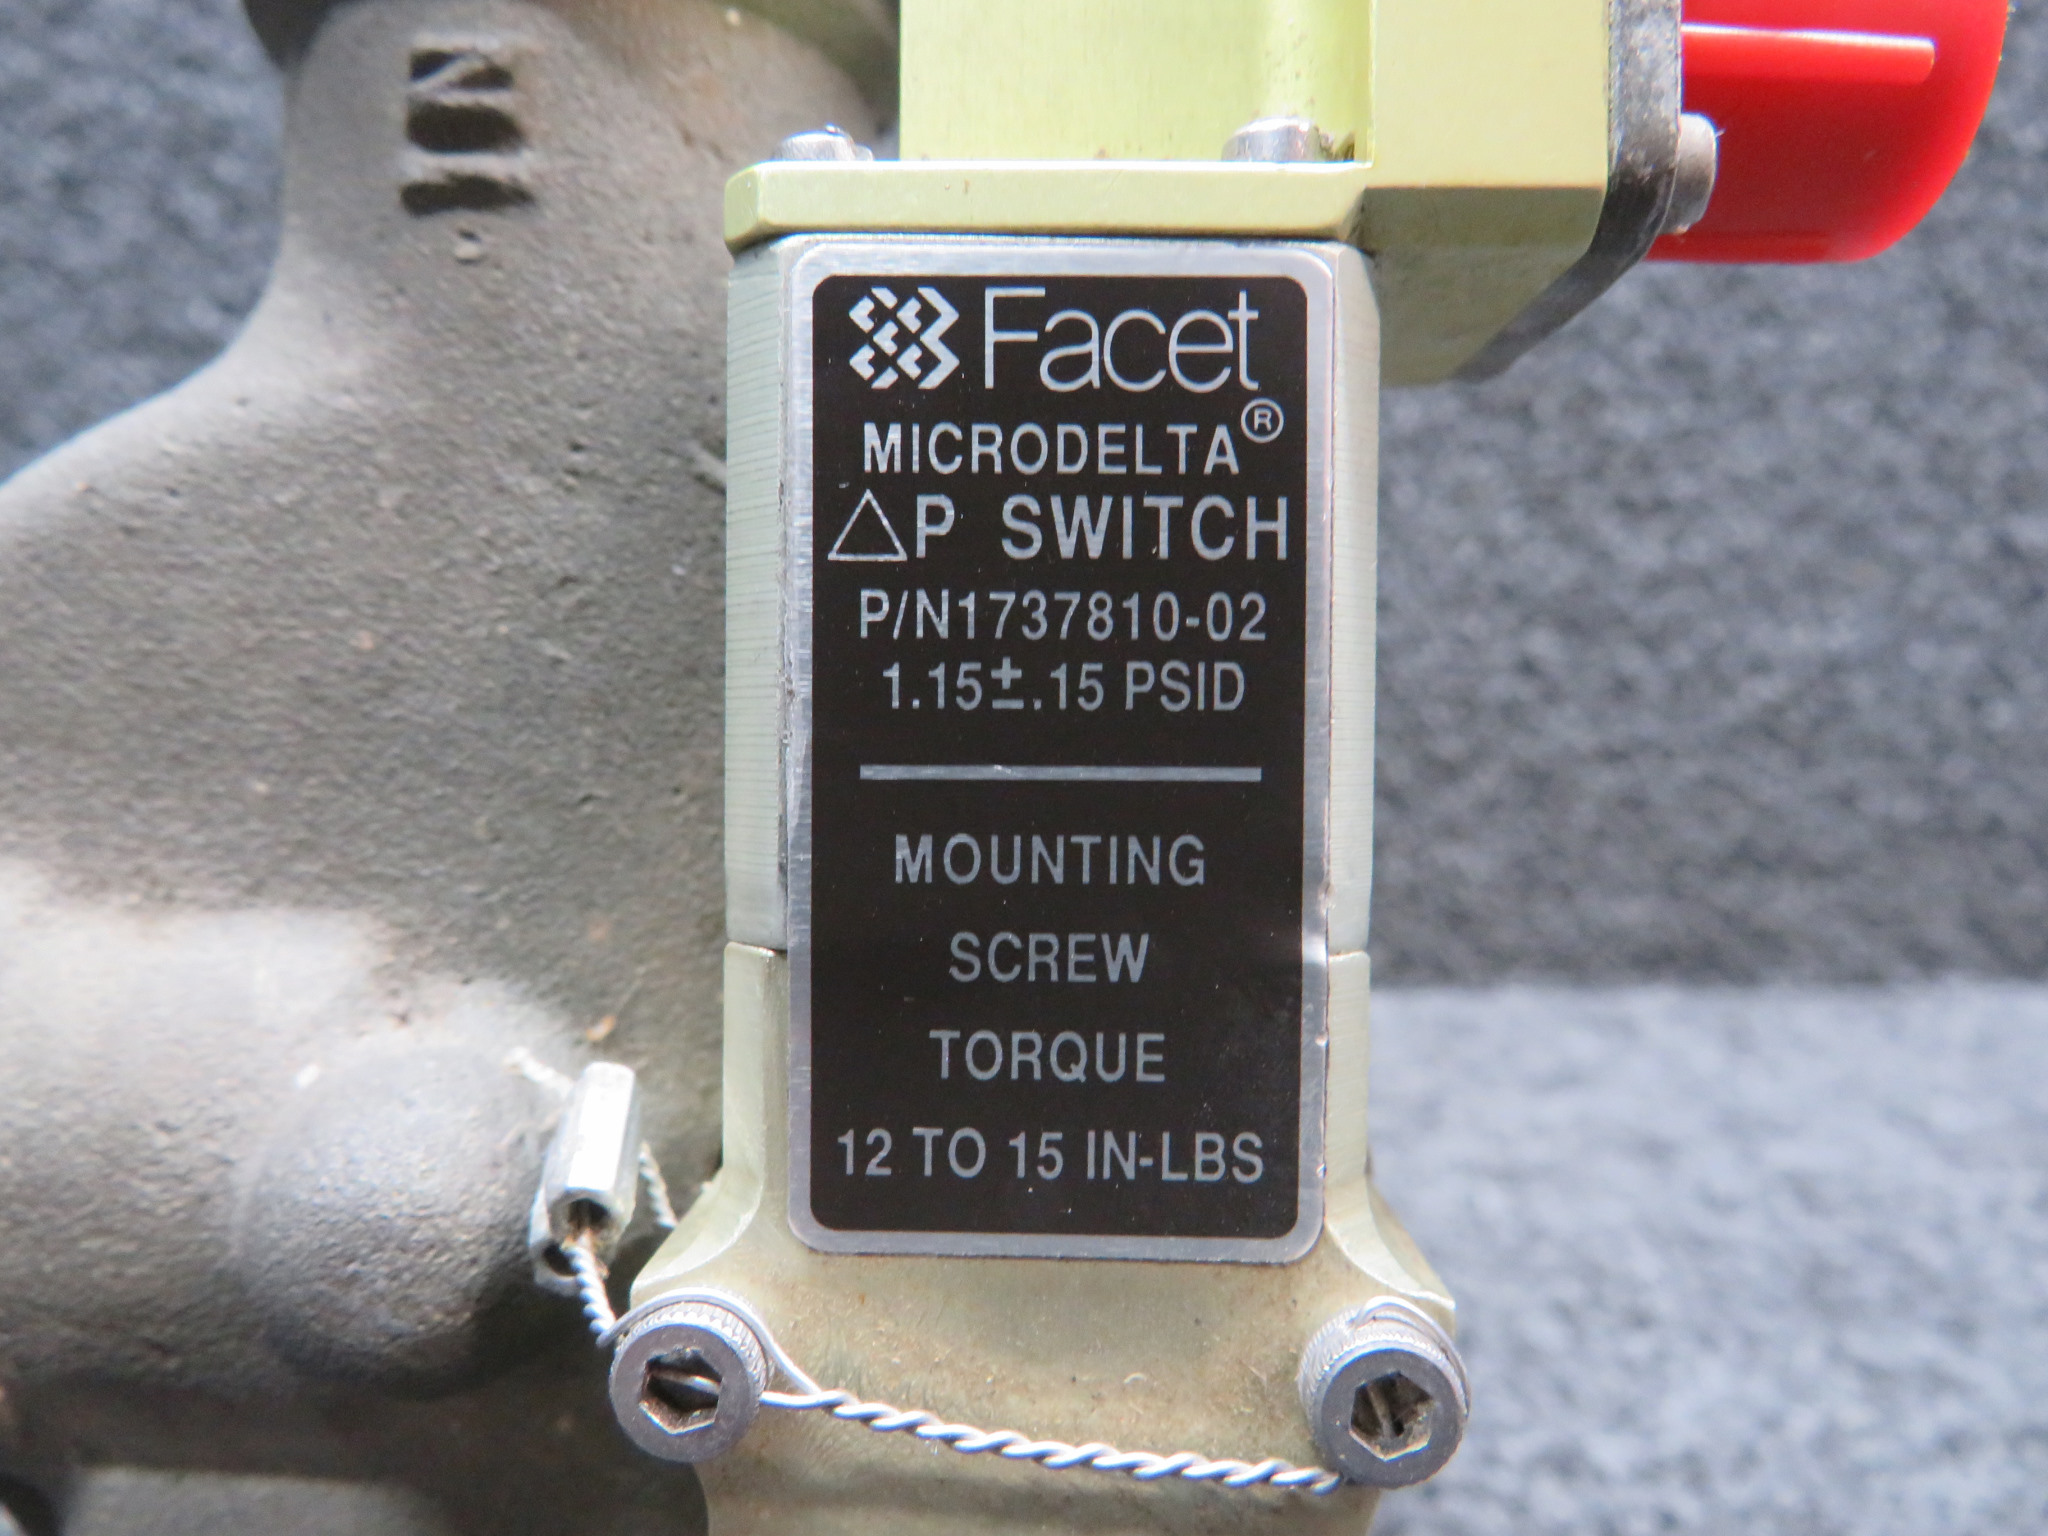 Facet
MICRODELTA®
△P SWITCH
P/N1737810-02
1.15±.15 PSID
MOUNTING
SCREW
TORQUE
12 TO 15 IN-LBS